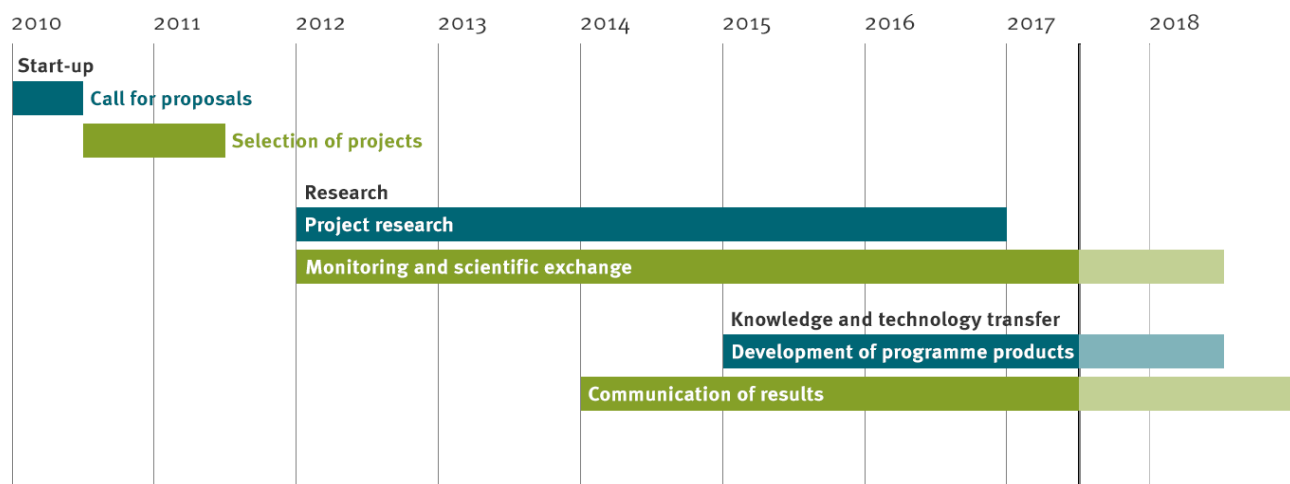 2010 2011 2012 2013 2014 2015 2016 2017 2018
Start-up
Call for proposals
Selection of projects
Research
Project research
Monitoring and scientific exchange
Knowledge and technology transfer
Development of programme products
Communication of results